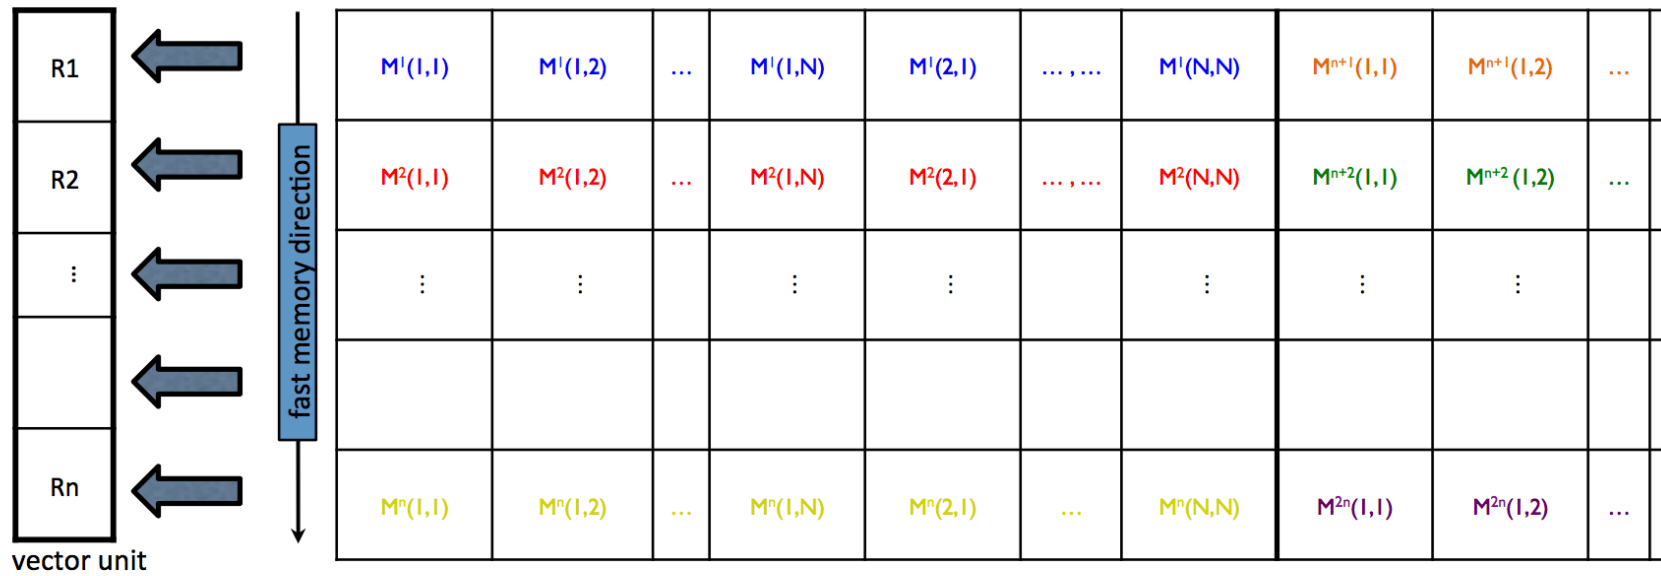 R1 M¹(1,1) M¹(1,2) ... M¹(1,N) M¹(2,1) ... , ... M¹(N,N) Mⁿ⁺¹(1,1) Mⁿ⁺¹(1,2) ...
R2 M²(1,1) M²(1,2) ... M²(1,N) M²(2,1) ... , ... M²(N,N) Mⁿ⁺²(1,1) Mⁿ⁺² (1,2) ...
⋮ ⋮ ⋮ ⋮ ⋮ ⋮ ⋮ ⋮
fast memory direction
Rn Mⁿ(1,1) Mⁿ(1,2) ... Mⁿ(1,N) Mⁿ(2,1) ... Mⁿ(N,N) M²ⁿ(1,1) M²ⁿ(1,2) ...
vector unit